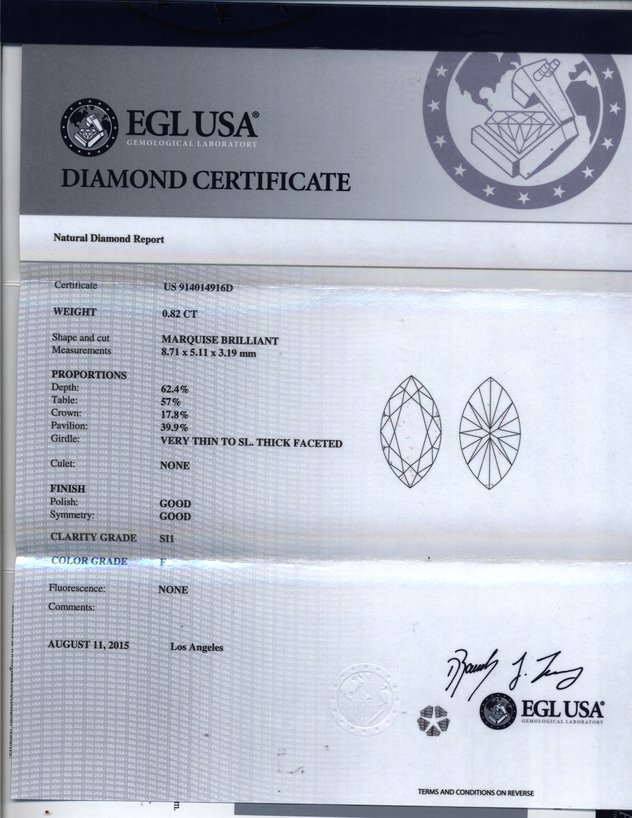 EGL USA®
GEMOLOGICAL LABORATORY
DIAMOND CERTIFICATE
Natural Diamond Report
Certificate US 914014916D
WEIGHT 0.82 CT
Shape and cut MARQUISE BRILLIANT
Measurements 8.71 x 5.11 x 3.19 mm
PROPORTIONS
Depth: 62.4%
Table: 57%
Crown: 17.8%
Pavilion: 39.9%
Girdle: VERY THIN TO SL. THICK FACETED
Culet: NONE
FINISH
Polish: GOOD
Symmetry: GOOD
CLARITY GRADE SI1
COLOR GRADE F
Fluorescence: NONE
Comments:
AUGUST 11, 2015 Los Angeles
EGL USA®
GEMOLOGICAL LABORATORY
TERMS AND CONDITIONS ON REVERSE
m.